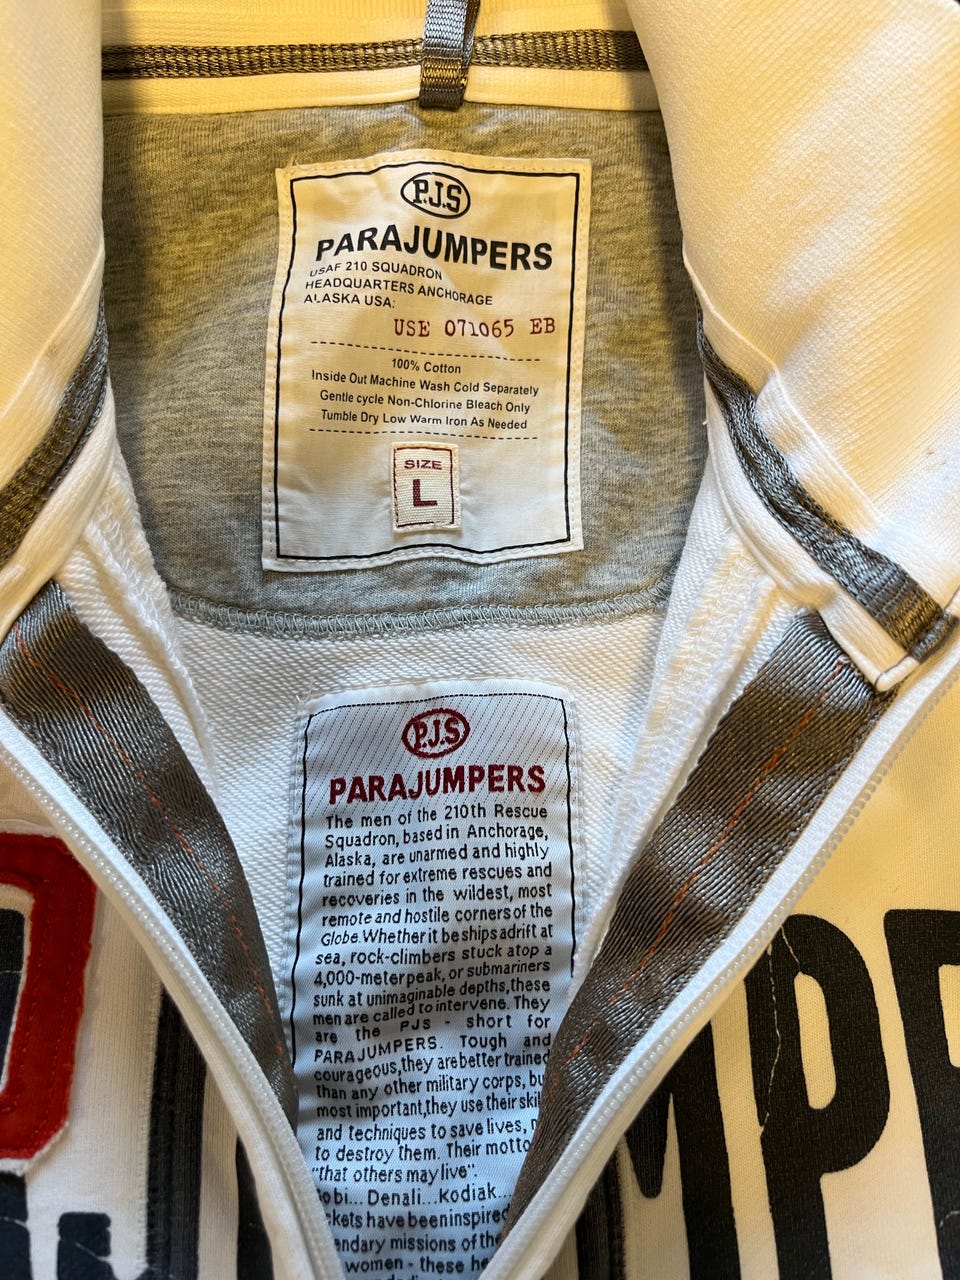 P.J.S
PARAJUMPERS
USAF 210 SQUADRON
HEADQUARTERS ANCHORAGE
ALASKA USA:
USE 071065 EB
100% Cotton
Inside Out Machine Wash Cold Separately
Gentle cycle Non-Chlorine Bleach Only
Tumble Dry Low Warm Iron As Needed
SIZE
L
P.J.S
PARAJUMPERS
The men of the 210th Rescue
Squadron, based in Anchorage,
Alaska, are unarmed and highly
trained for extreme rescues and
recoveries in the wildest, most
remote and hostile corners of the
Globe. Whether it be ships adrift at
sea, rock-climbers stuck atop a
4,000-meter peak, or submariners
sunk at unimaginable depths, these
men are called to intervene. They
are the PJS - short for
PARAJUMPERS. Tough and
courageous, they are better trained
than any other military corps, bu
most important, they use their skil
and techniques to save lives, n
to destroy them. Their motto
"that others may live".
obi... Denali... Kodiak...
ckets have been inspired
endary missions of the
women - these he
MPE